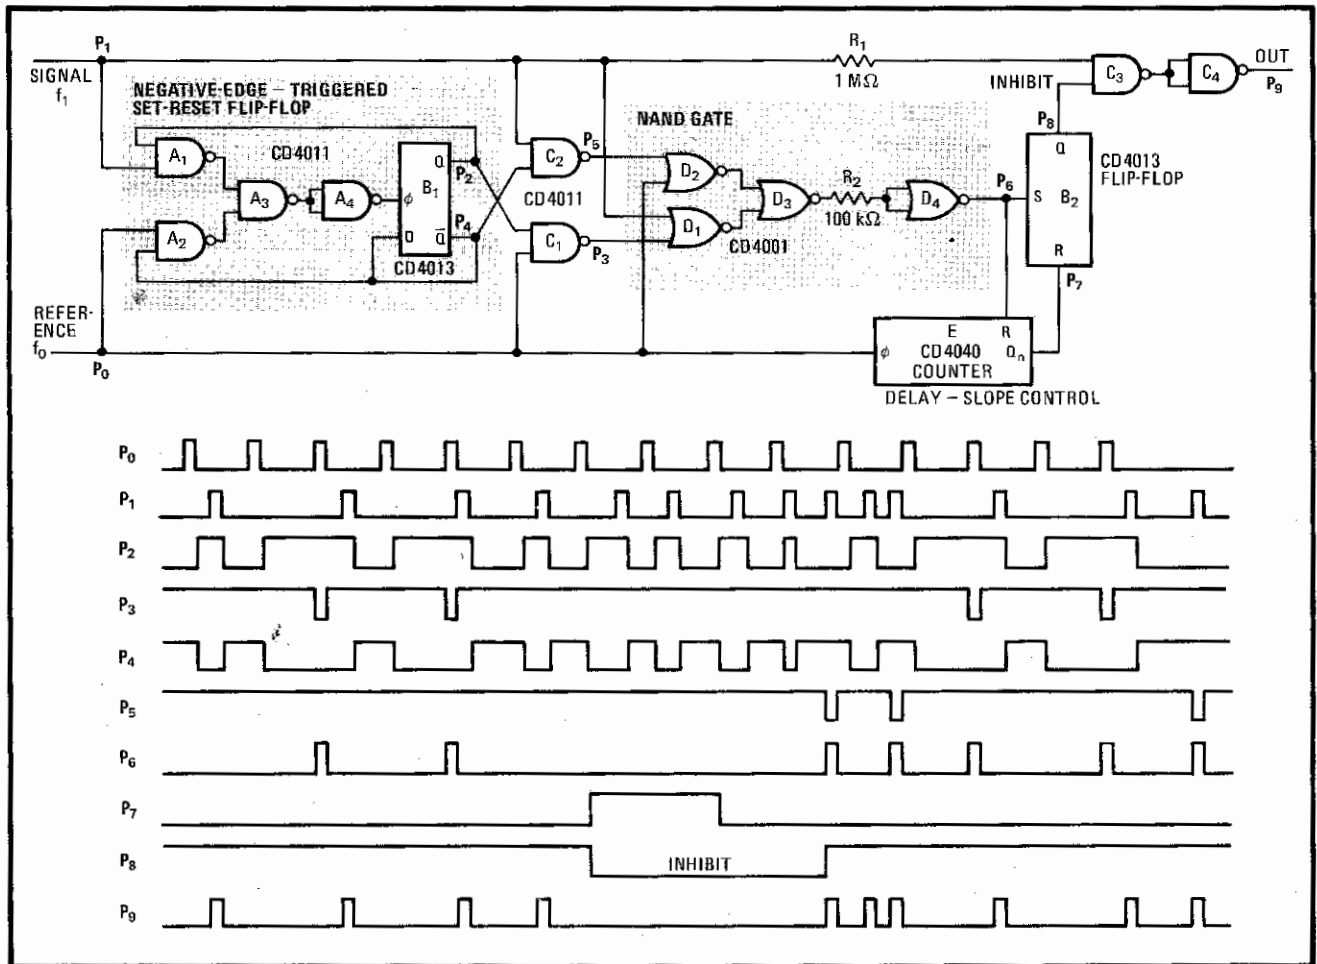 P1
SIGNAL
f1
NEGATIVE-EDGE – TRIGGERED
SET-RESET FLIP-FLOP
A1
A2
A3
A4
CD4011
Q
P2
B1
ϕ
P4
D
Q̅
CD4013
REFER-
ENCE
f0
P0
C2
P5
CD4011
C1
P3
NAND GATE
D2
D1
D3
CD4001
R2
100 kΩ
D4
P6
R1
1 MΩ
INHIBIT
C3
C4
OUT
P9
P8
Q
S
B2
R
CD4013
FLIP-FLOP
P7
E
R
ϕ
CD4040
Qn
COUNTER
DELAY – SLOPE CONTROL
P0
P1
P2
P3
P4
P5
P6
P7
P8
INHIBIT
P9